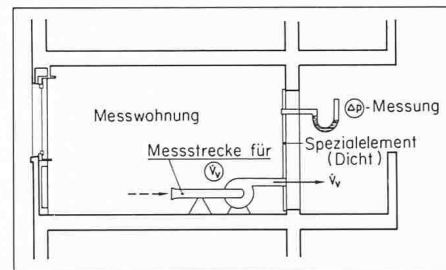 Messwohnung
Δp-Messung
Spezialelement
(Dicht)
Messstrecke für
V̇ᵥ
V̇ᵥ